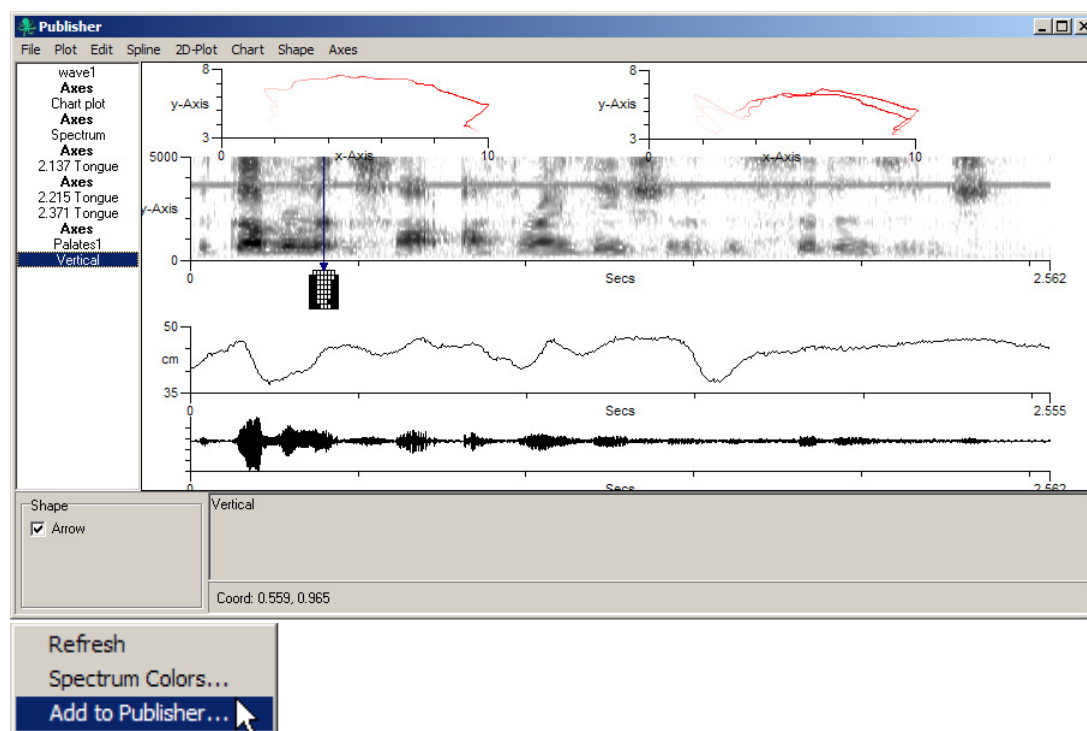 Publisher
File Plot Edit Spline 2D-Plot Chart Shape Axes
wave1
Axes
Chart plot
Axes
Spectrum
Axes
2.137 Tongue
Axes
2.215 Tongue
2.371 Tongue
Axes
Palates1
Vertical
8
y-Axis
3
0 x-Axis 10
8
y-Axis
3
0 x-Axis 10
5000
y-Axis
0
0 Secs 2.562
50
cm
35
0 Secs 2.555
0 Secs 2.562
Shape
Arrow
Vertical
Coord: 0.559, 0.965
Refresh
Spectrum Colors...
Add to Publisher...